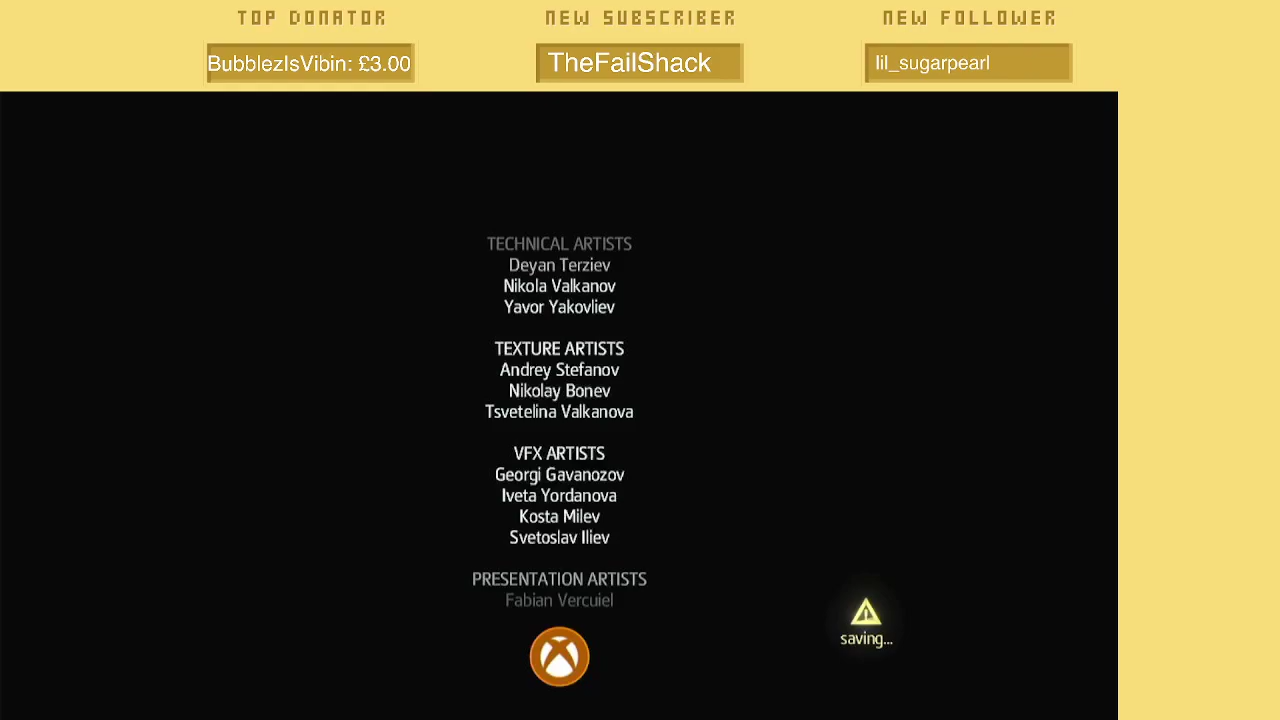 TOP DONATOR
NEW SUBSCRIBER
NEW FOLLOWER
BubblezIsVibin: £3.00
TheFailShack
lil_sugarpearl
TECHNICAL ARTISTS
Deyan Terziev
Nikola Valkanov
Yavor Yakovliev
TEXTURE ARTISTS
Andrey Stefanov
Nikolay Bonev
Tsvetelina Valkanova
VFX ARTISTS
Georgi Gavanozov
Iveta Yordanova
Kosta Milev
Svetoslav Iliev
PRESENTATION ARTISTS
Fabian Vercuiel
saving...